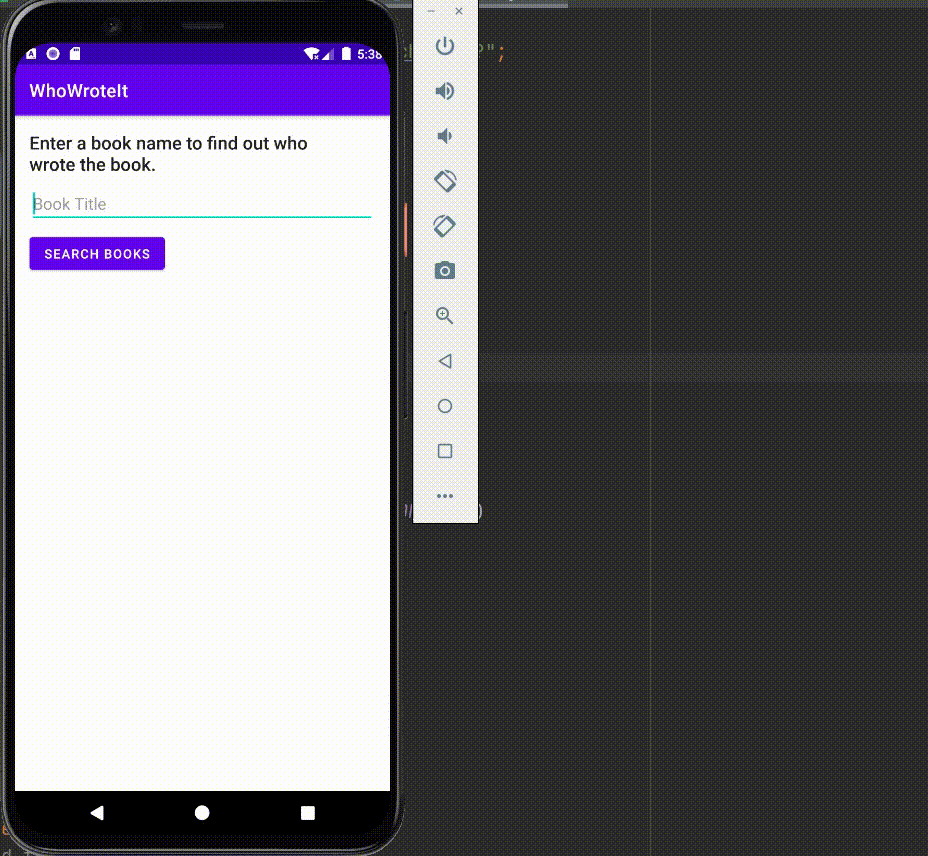 5:38
WhoWroteIt
Enter a book name to find out who
wrote the book.
Book Title
SEARCH BOOKS
?";
)